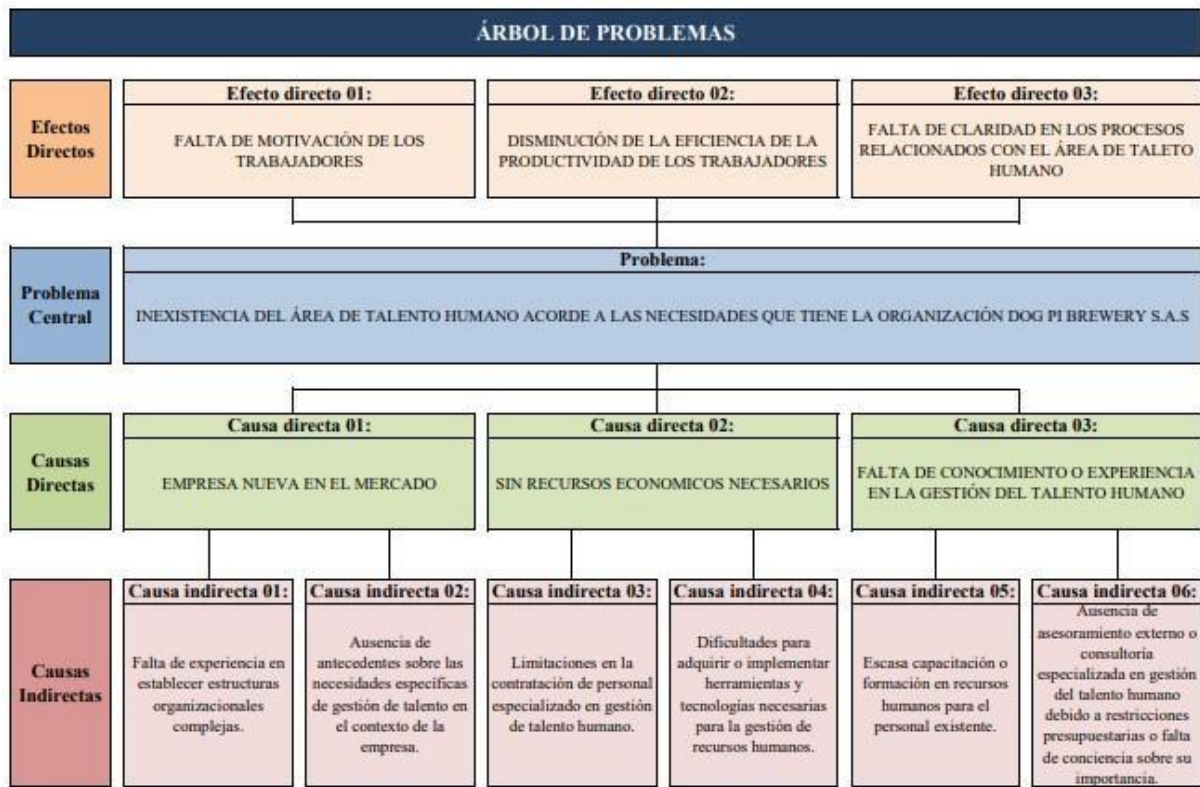 ÁRBOL DE PROBLEMAS
Efectos
Directos
Efecto directo 01:
FALTA DE MOTIVACIÓN DE LOS
TRABAJADORES
Efecto directo 02:
DISMINUCIÓN DE LA EFICIENCIA DE LA
PRODUCTIVIDAD DE LOS TRABAJADORES
Efecto directo 03:
FALTA DE CLARIDAD EN LOS PROCESOS
RELACIONADOS CON EL ÁREA DE TALETO
HUMANO
Problema
Central
Problema:
INEXISTENCIA DEL ÁREA DE TALENTO HUMANO ACORDE A LAS NECESIDADES QUE TIENE LA ORGANIZACIÓN DOG PI BREWERY S.A.S
Causas
Directas
Causa directa 01:
EMPRESA NUEVA EN EL MERCADO
Causa directa 02:
SIN RECURSOS ECONOMICOS NECESARIOS
Causa directa 03:
FALTA DE CONOCIMIENTO O EXPERIENCIA
EN LA GESTIÓN DEL TALENTO HUMANO
Causas
Indirectas
Causa indirecta 01:
Falta de experiencia en
establecer estructuras
organizacionales
complejas.
Causa indirecta 02:
Ausencia de
antecedentes sobre las
necesidades específicas
de gestión de talento en
el contexto de la
empresa.
Causa indirecta 03:
Limitaciones en la
contratación de personal
especializado en gestión
de talento humano.
Causa indirecta 04:
Dificultades para
adquirir o implementar
herramientas y
tecnologías necesarias
para la gestión de
recursos humanos.
Causa indirecta 05:
Escasa capacitación o
formación en recursos
humanos para el
personal existente.
Causa indirecta 06:
Ausencia de
asesoramiento externo o
consultoría
especializada en gestión
del talento humano
debido a restricciones
presupuestarias o falta
de conciencia sobre su
importancia.